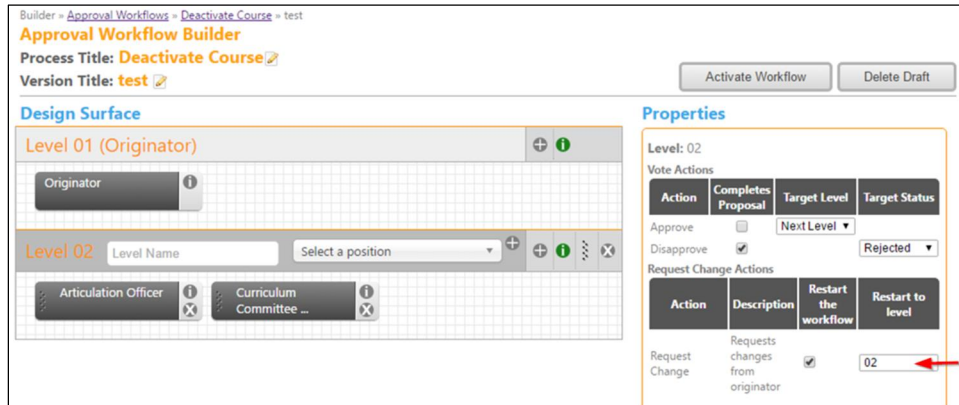 Builder » Approval Workflows » Deactivate Course » test
Approval Workflow Builder
Process Title: Deactivate Course
Version Title: test
Activate Workflow
Delete Draft
Design Surface
Level 01 (Originator)
Originator
Level 02
Level Name
Select a position
Articulation Officer
Curriculum
Committee ...
Properties
Level: 02
Vote Actions
Action
Completes
Proposal
Target Level
Target Status
Approve
Next Level
Disapprove
Rejected
Request Change Actions
Action
Description
Restart
the
workflow
Restart to
level
Request
Change
Requests
changes
from
originator
02